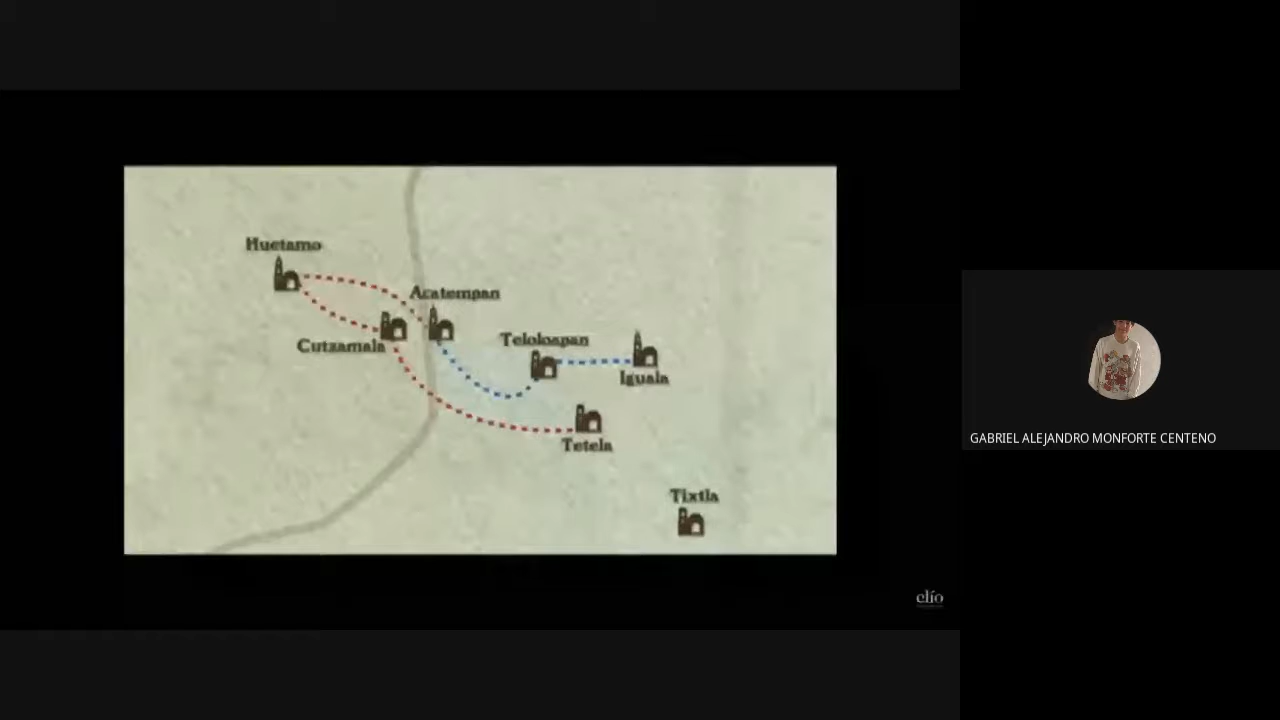 Huetamo
Acatempan
Cutzamala
Teloloapan
Iguala
Tetela
Tixtla
GABRIEL ALEJANDRO MONFORTE CENTENO
clío